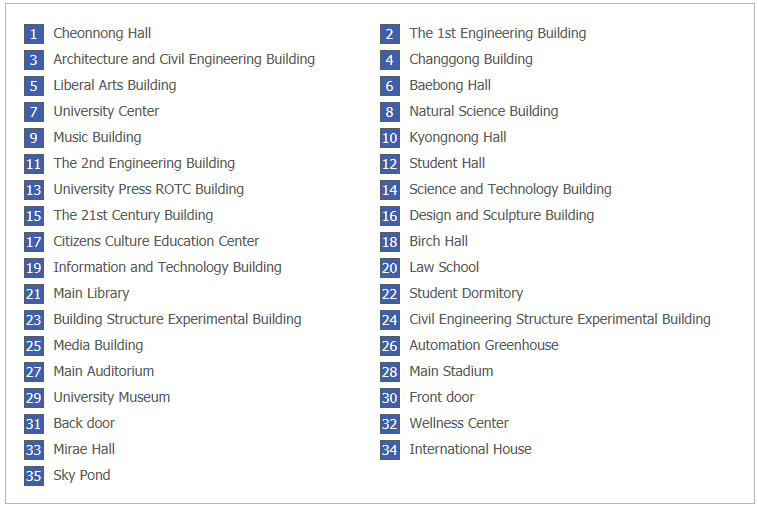 1 Cheonnong Hall 2 The 1st Engineering Building
3 Architecture and Civil Engineering Building 4 Changgong Building
5 Liberal Arts Building 6 Baebong Hall
7 University Center 8 Natural Science Building
9 Music Building 10 Kyongnong Hall
11 The 2nd Engineering Building 12 Student Hall
13 University Press ROTC Building 14 Science and Technology Building
15 The 21st Century Building 16 Design and Sculpture Building
17 Citizens Culture Education Center 18 Birch Hall
19 Information and Technology Building 20 Law School
21 Main Library 22 Student Dormitory
23 Building Structure Experimental Building 24 Civil Engineering Structure Experimental Building
25 Media Building 26 Automation Greenhouse
27 Main Auditorium 28 Main Stadium
29 University Museum 30 Front door
31 Back door 32 Wellness Center
33 Mirae Hall 34 International House
35 Sky Pond